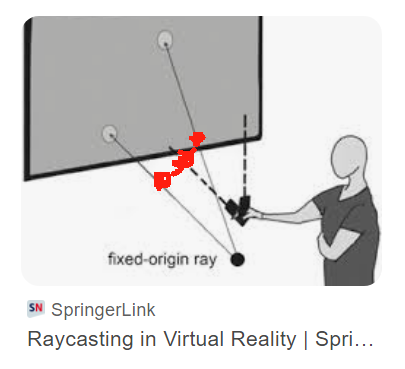 fixed-origin ray
SN SpringerLink
Raycasting in Virtual Reality | Spri...